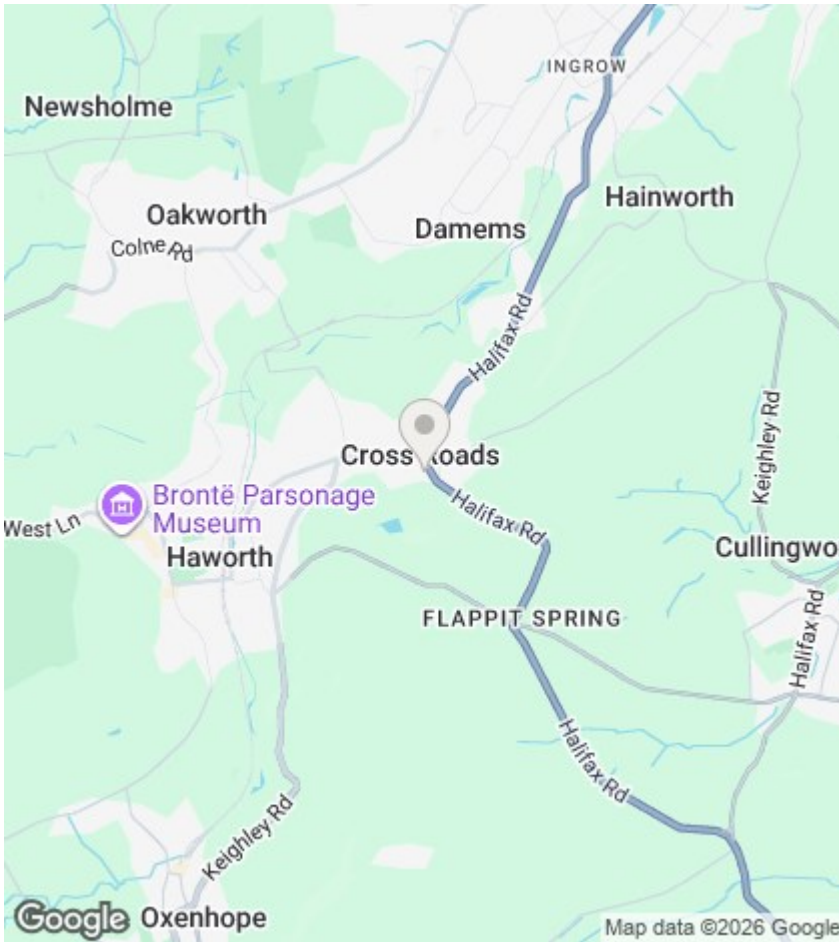 INGROW
Newsholme
Hainworth
Oakworth
Damems
Colne Rd
Halifax Rd
Keighley Rd
Cross Roads
Brontë Parsonage
Museum
West Ln
Halifax Rd
Haworth
Cullingwo
FLAPPIT SPRING
Halifax Rd
Halifax Rd
Keighley Rd
Google
Oxenhope
Map data ©2026 Google